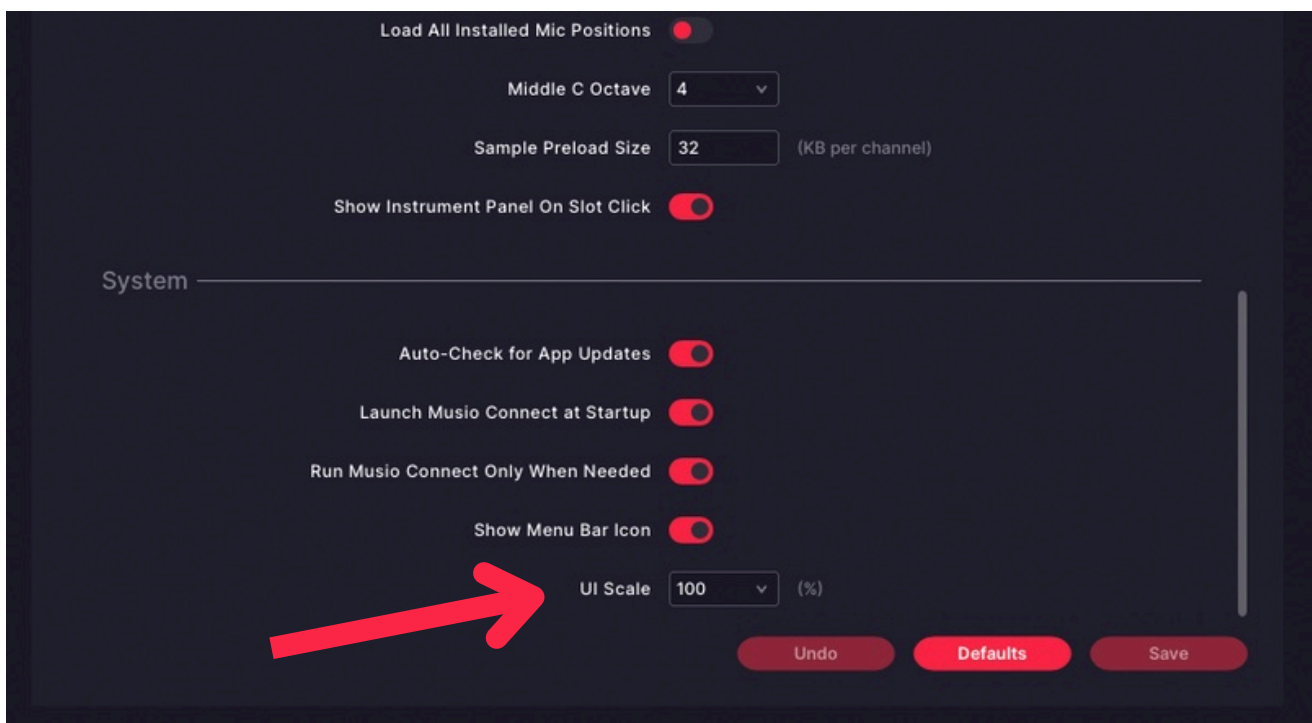 Load All Installed Mic Positions
Middle C Octave 4
Sample Preload Size 32 (KB per channel)
Show Instrument Panel On Slot Click
System
Auto-Check for App Updates
Launch Musio Connect at Startup
Run Musio Connect Only When Needed
Show Menu Bar Icon
UI Scale 100 (%)
Undo Defaults Save